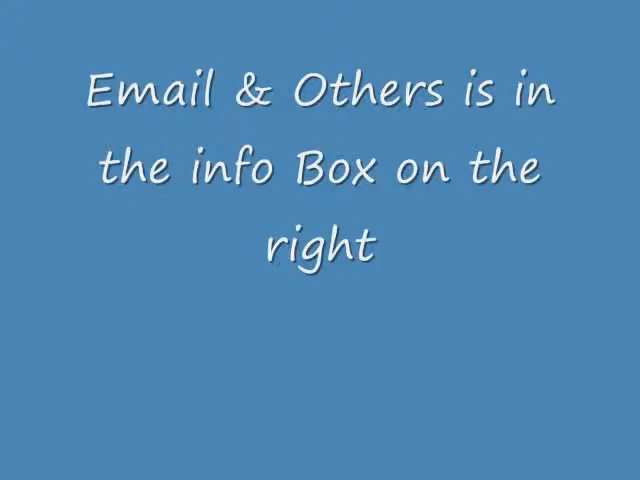 Email & Others is in
the info Box on the
right